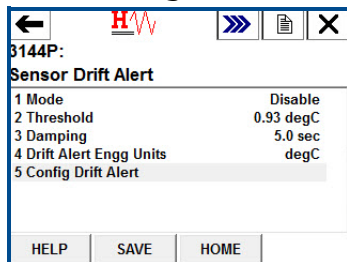 H
3144P:
Sensor Drift Alert
1 Mode Disable
2 Threshold 0.93 degC
3 Damping 5.0 sec
4 Drift Alert Engg Units degC
5 Config Drift Alert
HELP SAVE HOME